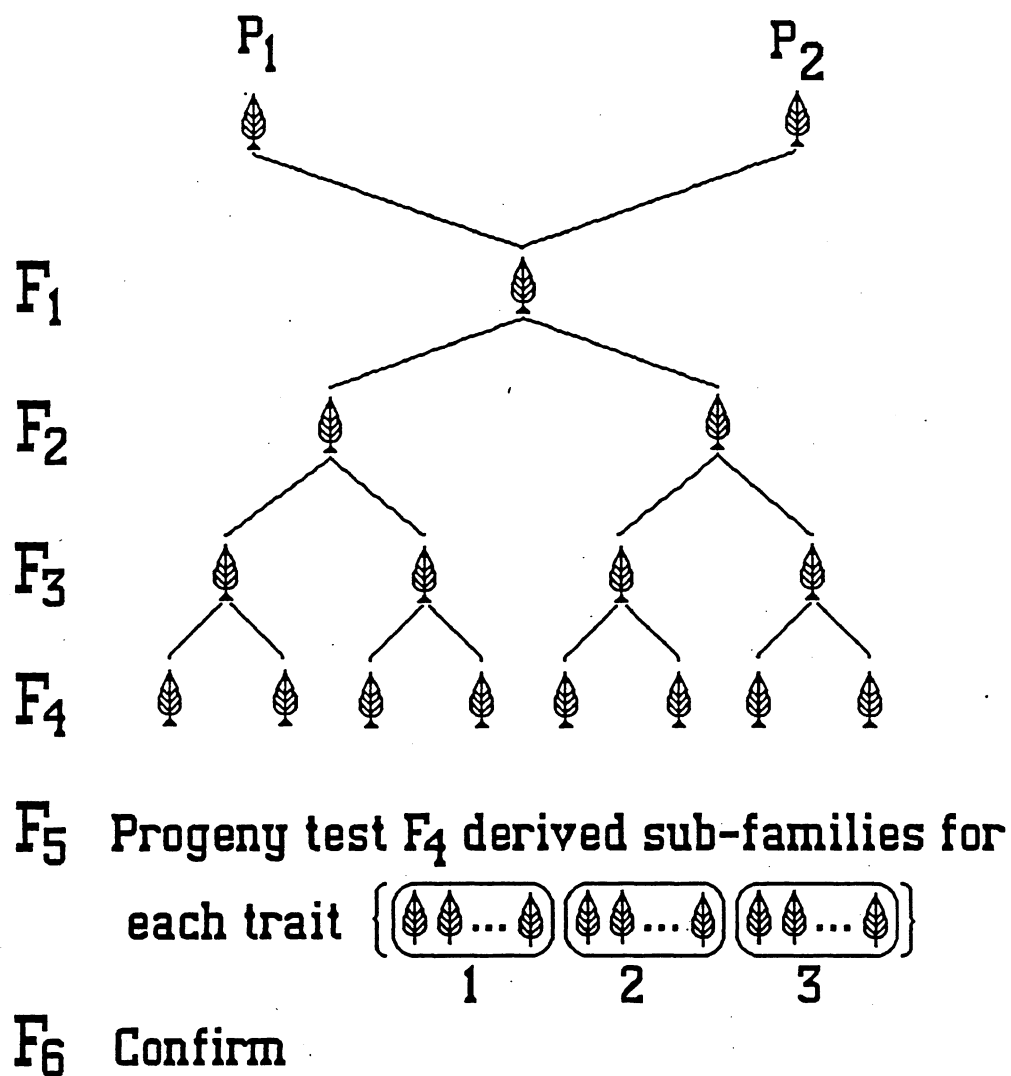 P1 P2
F1
F2
F3
F4
F5 Progeny test F4 derived sub-families for
each trait { ... ... ... }
1 2 3
F6 Confirm